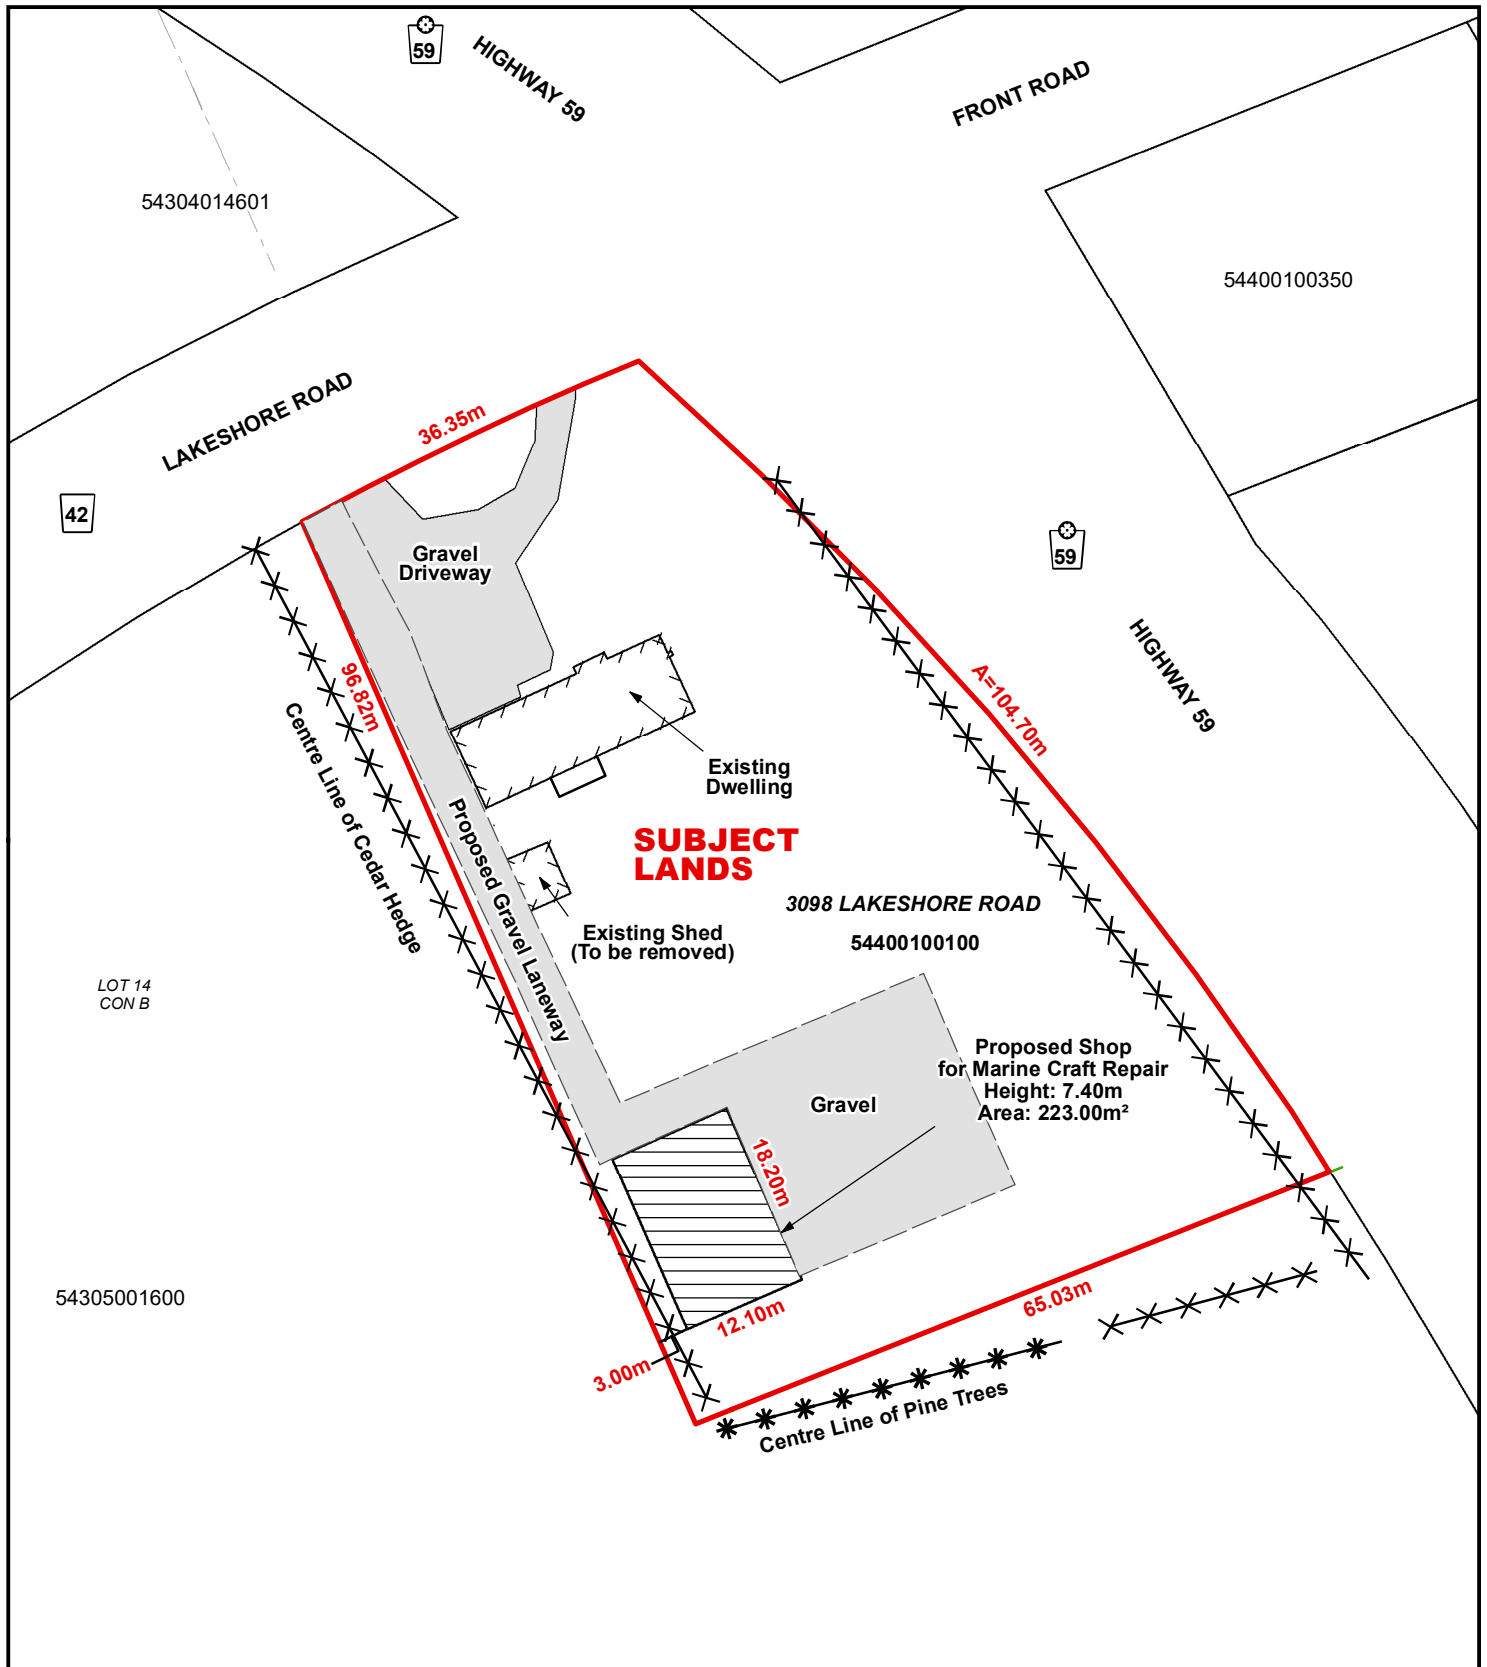 59
HIGHWAY 59
FRONT ROAD
54304014601
54400100350
LAKESHORE ROAD
36.35m
42
Gravel
Driveway
59
HIGHWAY 59
96.82m
A=104.70m
Centre Line of Cedar Hedge
Existing
Dwelling
Proposed Gravel Laneway
SUBJECT
LANDS
3098 LAKESHORE ROAD
54400100100
Existing Shed
(To be removed)
LOT 14
CON B
Proposed Shop
for Marine Craft Repair
Height: 7.40m
Area: 223.00m²
Gravel
18.20m
54305001600
12.10m
65.03m
3.00m
Centre Line of Pine Trees